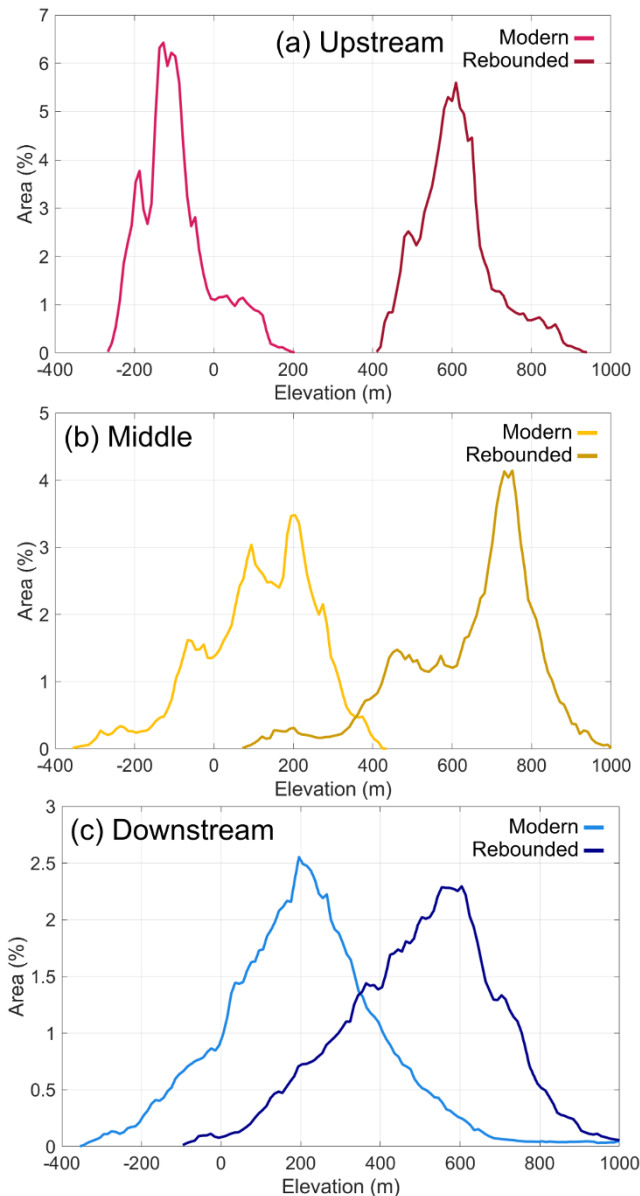 (a) Upstream
Modern
Rebounded
Area (%)
7
6
5
4
3
2
1
0
-400 -200 0 200 400 600 800 1000
Elevation (m)
(b) Middle
Modern
Rebounded
Area (%)
5
4
3
2
1
0
-400 -200 0 200 400 600 800 1000
Elevation (m)
(c) Downstream
Modern
Rebounded
Area (%)
3
2.5
2
1.5
1
0.5
0
-400 -200 0 200 400 600 800 1000
Elevation (m)